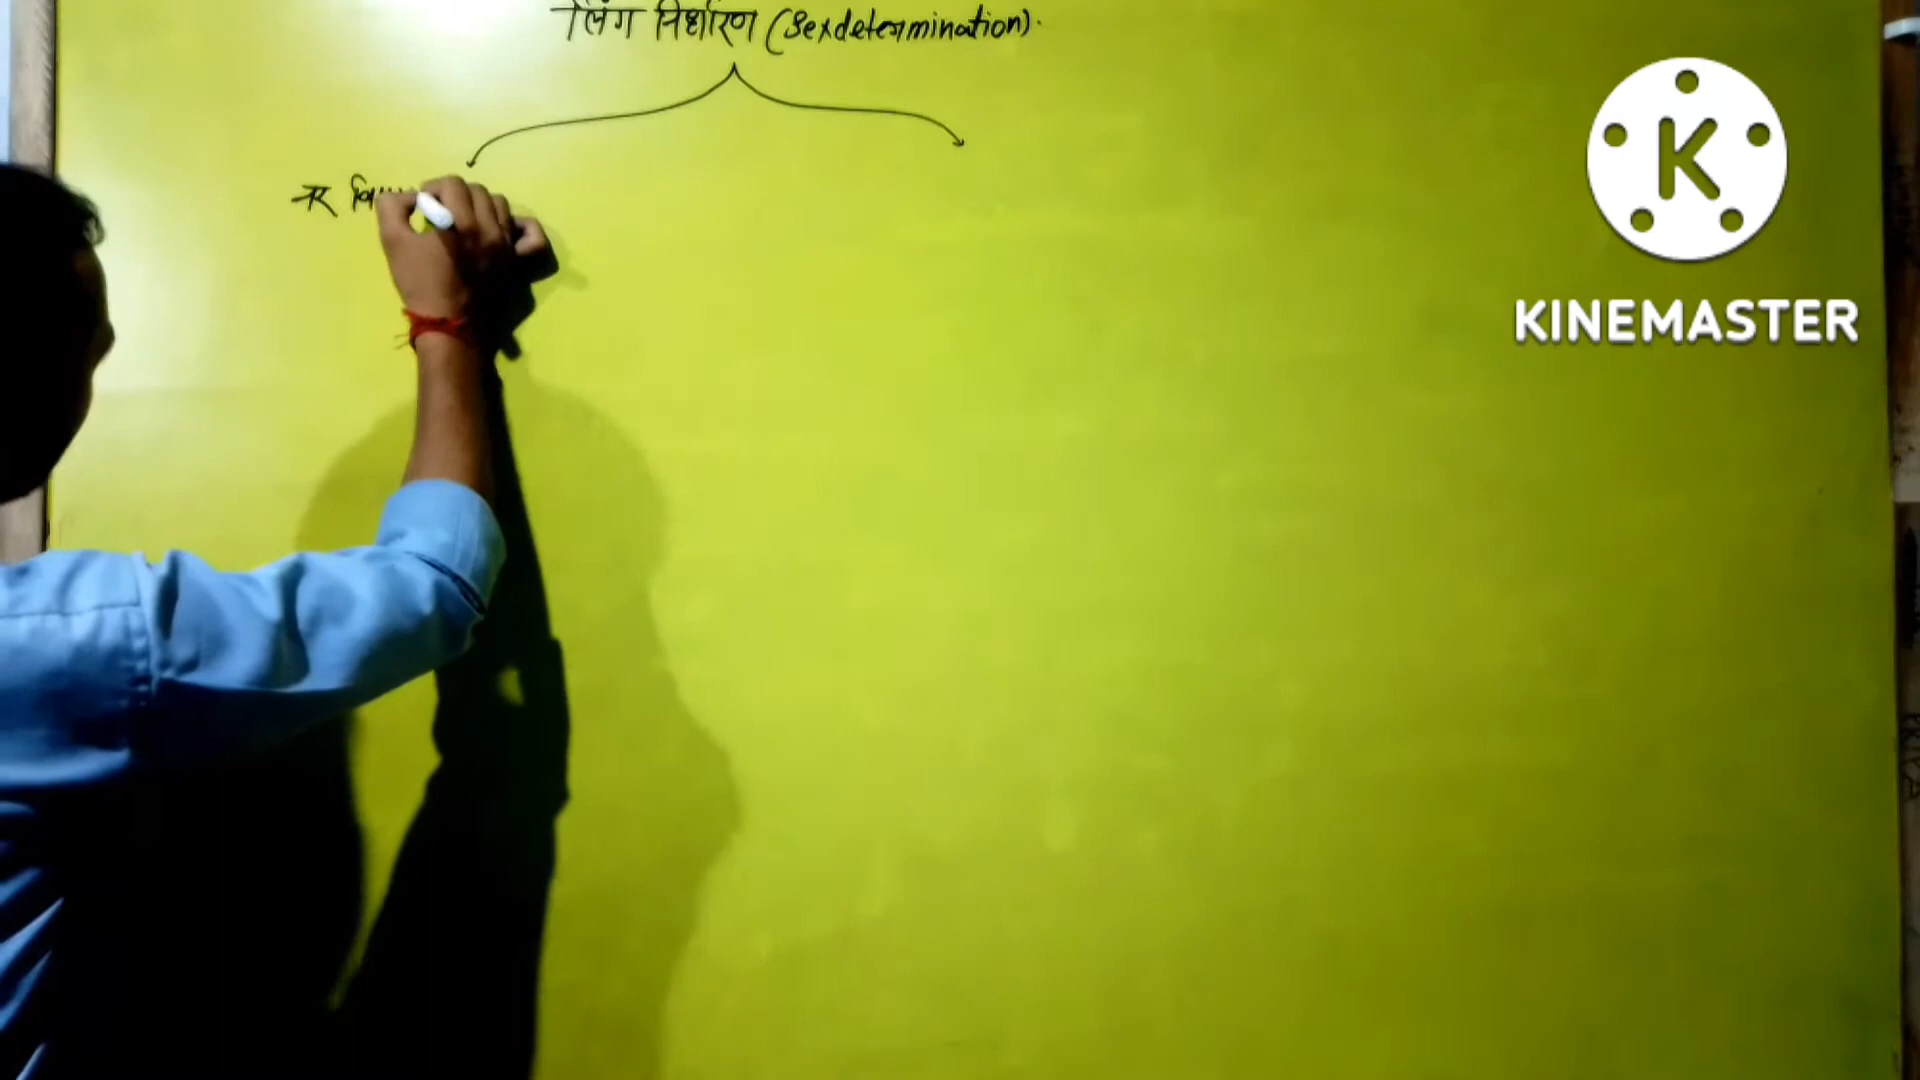 लिंग निर्धारण (Sexdetermination).
नर
K
KINEMASTER